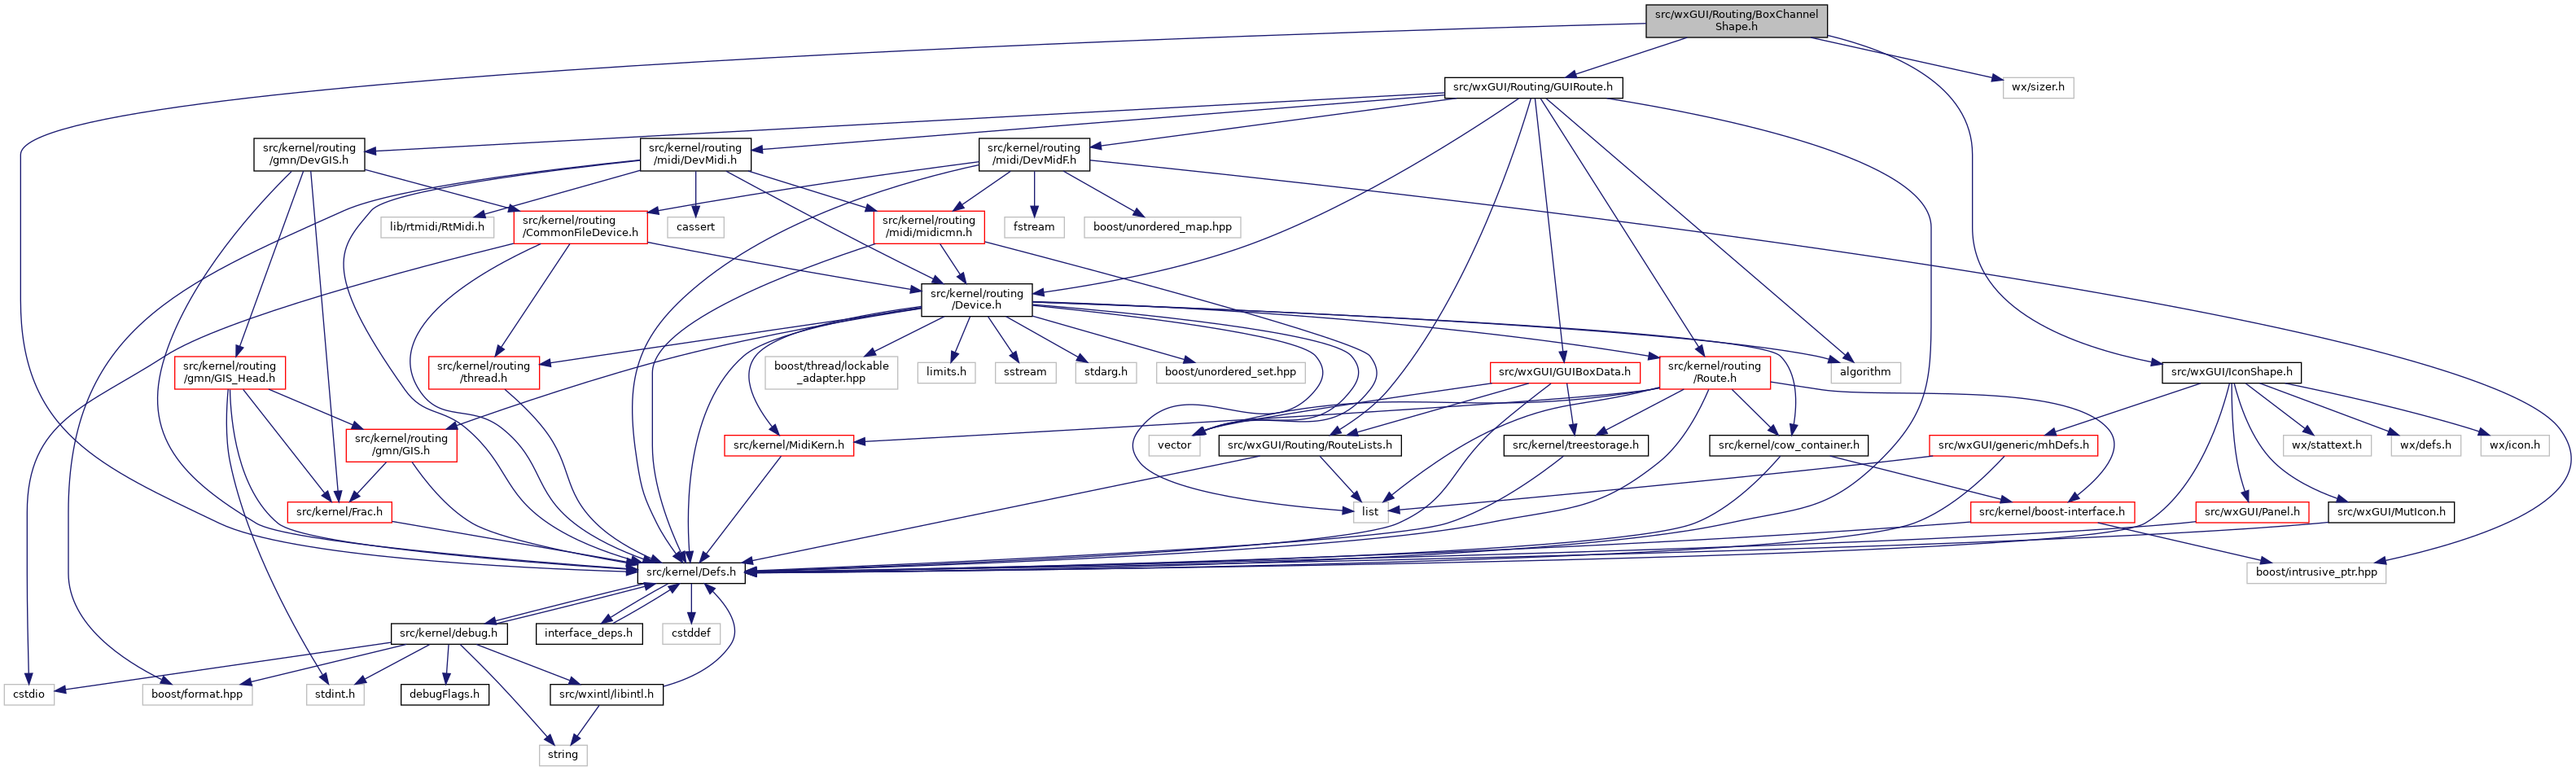 src/wxGUI/Routing/BoxChannel
Shape.h
src/wxGUI/Routing/GUIRoute.h
wx/sizer.h
src/kernel/routing
/gmn/DevGIS.h
src/kernel/routing
/midi/DevMidi.h
src/kernel/routing
/midi/DevMidF.h
lib/rtmidi/RtMidi.h
src/kernel/routing
/CommonFileDevice.h
cassert
src/kernel/routing
/midi/midicmn.h
fstream
boost/unordered_map.hpp
src/kernel/routing
/Device.h
src/kernel/routing
/gmn/GIS_Head.h
src/kernel/routing
/thread.h
boost/thread/lockable
_adapter.hpp
limits.h
sstream
stdarg.h
boost/unordered_set.hpp
src/wxGUI/GUIBoxData.h
src/kernel/routing
/Route.h
algorithm
src/wxGUI/IconShape.h
src/kernel/routing
/gmn/GIS.h
src/kernel/MidiKern.h
vector
src/wxGUI/Routing/RouteLists.h
src/kernel/treestorage.h
src/kernel/cow_container.h
src/wxGUI/generic/mhDefs.h
wx/stattext.h
wx/defs.h
wx/icon.h
src/kernel/Frac.h
list
src/kernel/boost-interface.h
src/wxGUI/Panel.h
src/wxGUI/MutIcon.h
src/kernel/Defs.h
boost/intrusive_ptr.hpp
src/kernel/debug.h
interface_deps.h
cstddef
cstdio
boost/format.hpp
stdint.h
debugFlags.h
src/wxintl/libintl.h
string